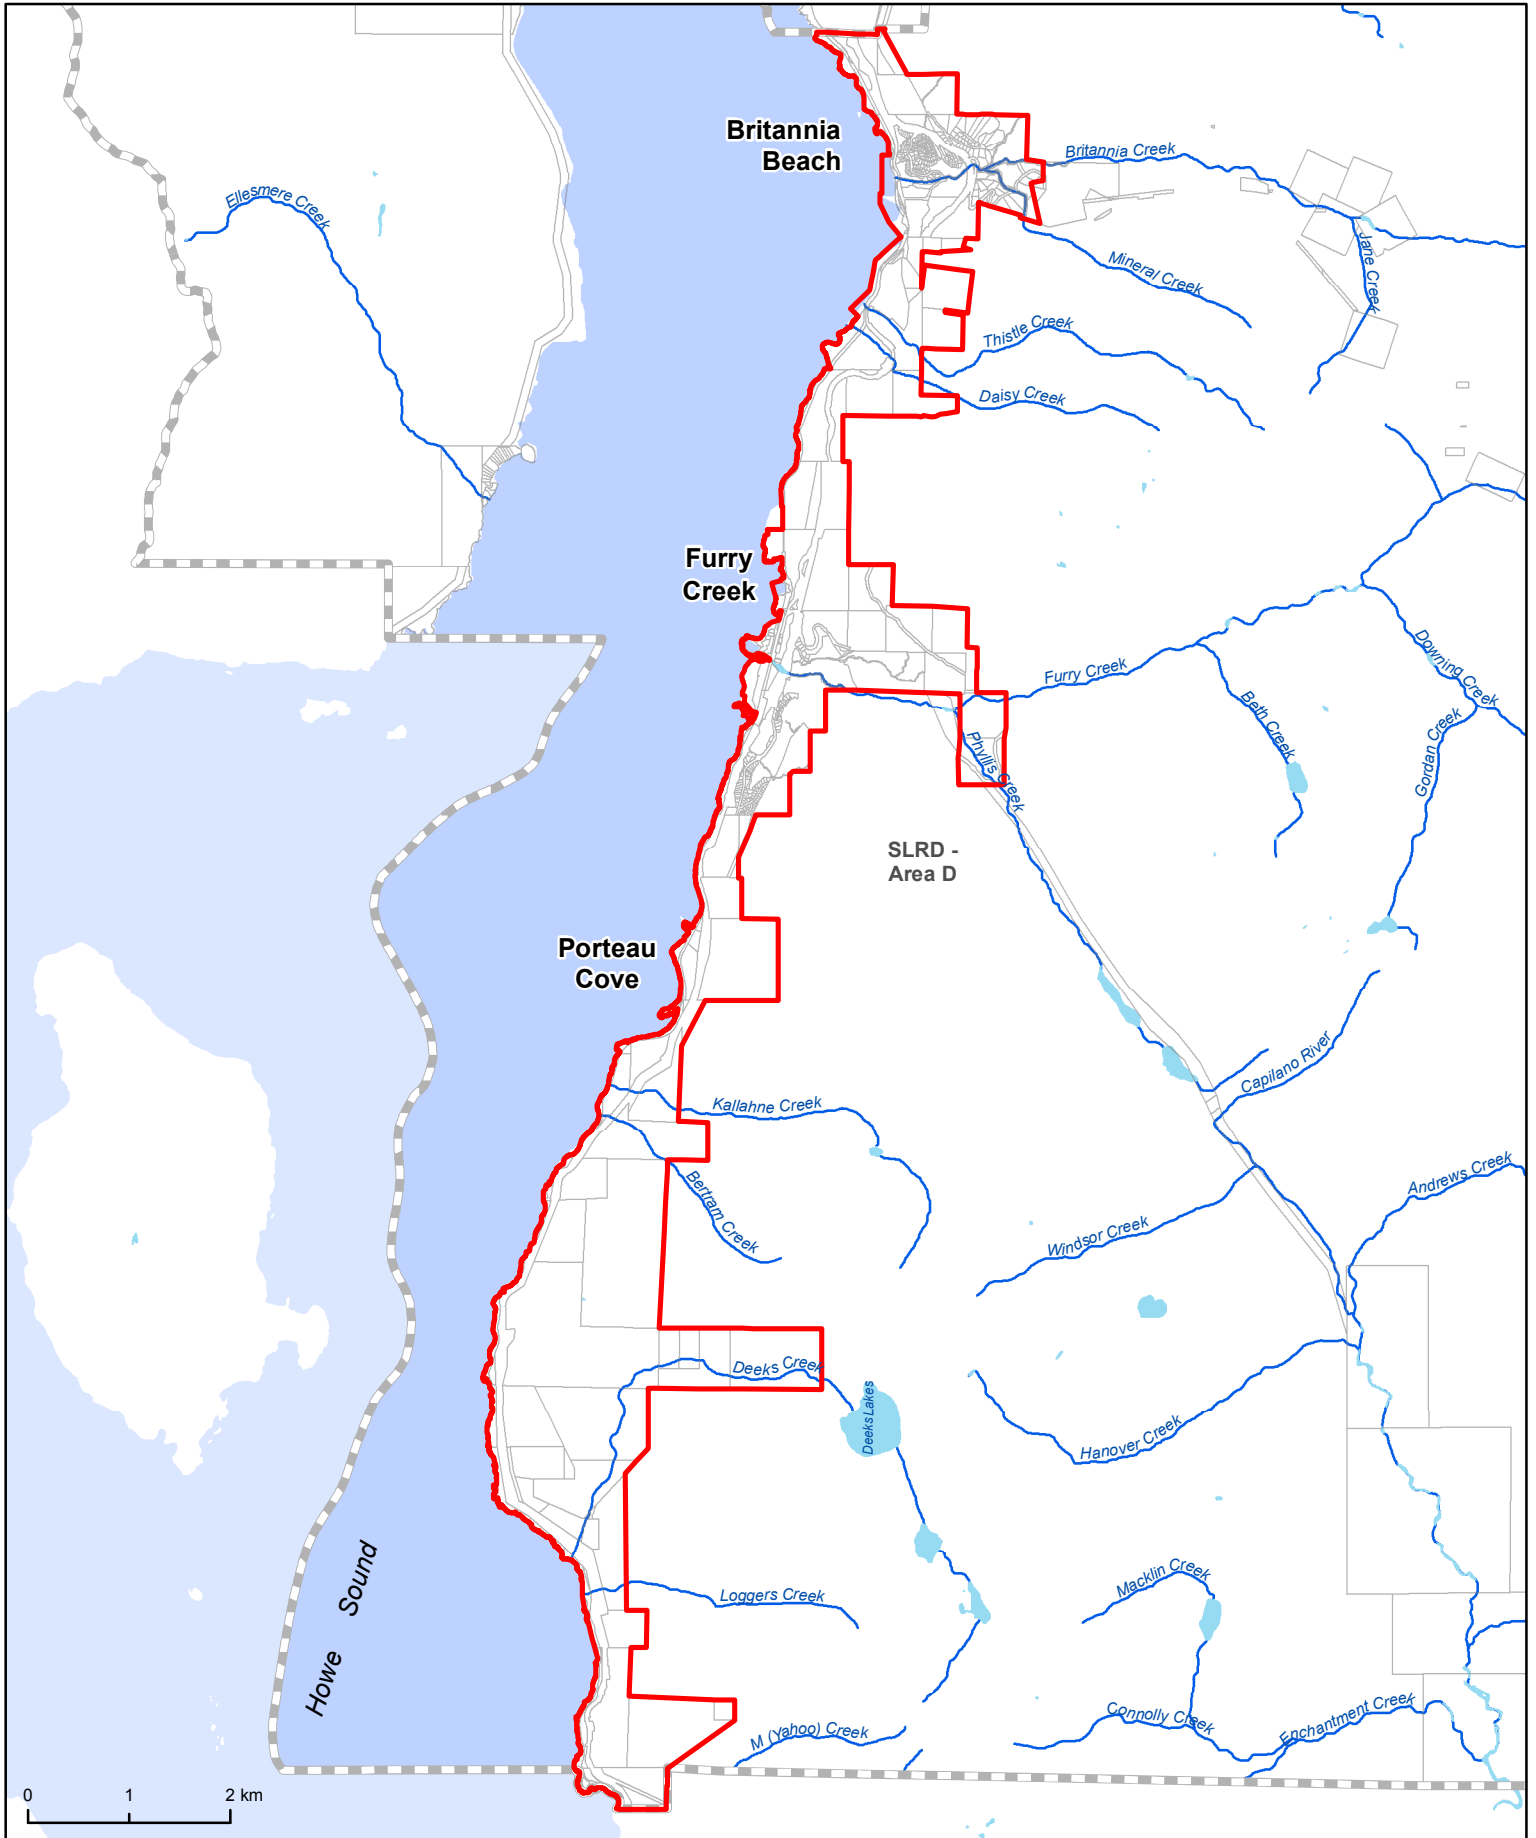 Britannia
Beach
Britannia Creek
Ellesmere Creek
Jane Creek
Mineral Creek
Thistle Creek
Daisy Creek
Furry
Creek
Furry Creek
Downing Creek
Beth Creek
Gordan Creek
Phyllis Creek
SLRD -
Area D
Porteau
Cove
Capilano River
Kallahne Creek
Andrews Creek
Bertram Creek
Windsor Creek
Deeks Creek
Deeks Lakes
Hanover Creek
Howe Sound
Macklin Creek
Loggers Creek
Connolly Creek
Enchantment Creek
M (Yahoo) Creek
0 1 2 km